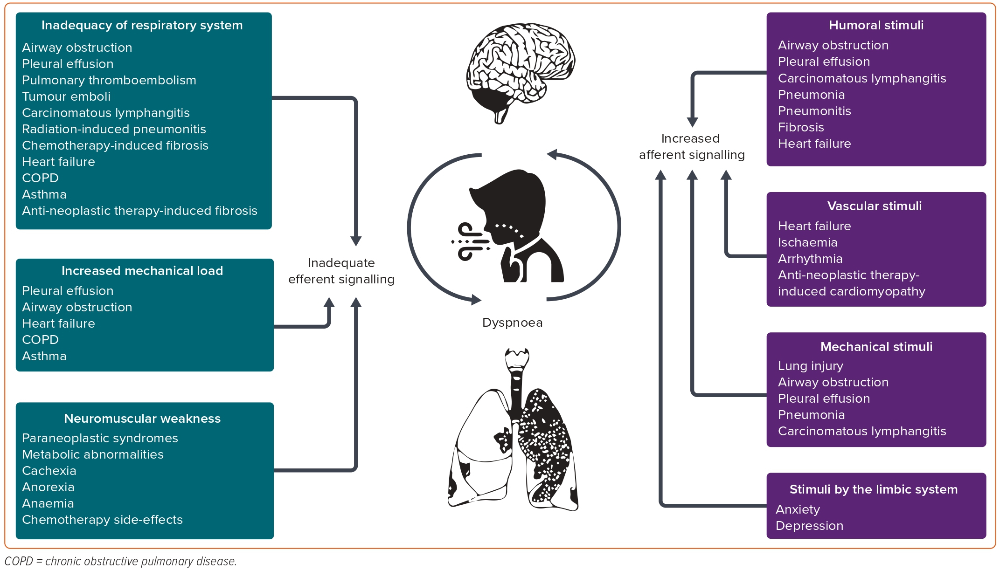 Inadequacy of respiratory system
Airway obstruction
Pleural effusion
Pulmonary thromboembolism
Tumour emboli
Carcinomatous lymphangitis
Radiation-induced pneumonitis
Chemotherapy-induced fibrosis
Heart failure
COPD
Asthma
Anti-neoplastic therapy-induced fibrosis
Increased mechanical load
Pleural effusion
Airway obstruction
Heart failure
COPD
Asthma
Neuromuscular weakness
Paraneoplastic syndromes
Metabolic abnormalities
Cachexia
Anorexia
Anaemia
Chemotherapy side-effects
Inadequate
efferent signalling
Dyspnoea
Increased
afferent signalling
Humoral stimuli
Airway obstruction
Pleural effusion
Carcinomatous lymphangitis
Pneumonia
Pneumonitis
Fibrosis
Heart failure
Vascular stimuli
Heart failure
Ischaemia
Arrhythmia
Anti-neoplastic therapy-
induced cardiomyopathy
Mechanical stimuli
Lung injury
Airway obstruction
Pleural effusion
Pneumonia
Carcinomatous lymphangitis
Stimuli by the limbic system
Anxiety
Depression
COPD = chronic obstructive pulmonary disease.